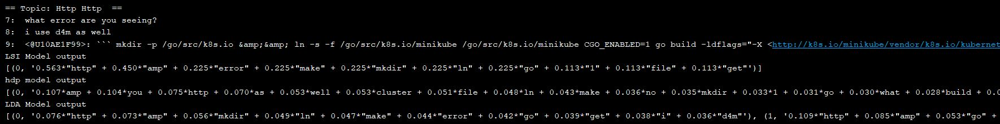 == Topic: Http Http  ==
7:  what error are you seeing?
8:  i use d4m as well
9:  <@U10AE1F99>: ``` mkdir -p /go/src/k8s.io &amp;&amp; ln -s -f /go/src/k8s.io/minikube /go/src/k8s.io/minikube CGO_ENABLED=1 go build -ldflags="-X <http://k8s.io/minikube/vendor/k8s.io/kubernet
LSI Model output
[(0, '0.563*"http" + 0.450*"amp" + 0.225*"error" + 0.225*"make" + 0.225*"mkdir" + 0.225*"ln" + 0.225*"go" + 0.113*"1" + 0.113*"file" + 0.113*"get"')]
hdp model output
[(0, '0.107*amp + 0.104*you + 0.075*http + 0.070*as + 0.053*well + 0.053*cluster + 0.051*file + 0.048*ln + 0.043*make + 0.036*no + 0.035*mkdir + 0.033*1 + 0.031*go + 0.030*what + 0.028*build + 0.0
LDA Model output
[(0, '0.076*"http" + 0.073*"amp" + 0.056*"mkdir" + 0.049*"ln" + 0.047*"make" + 0.044*"error" + 0.042*"go" + 0.039*"get" + 0.038*"i" + 0.036*"d4m"'), (1, '0.109*"http" + 0.085*"amp" + 0.053*"go" +